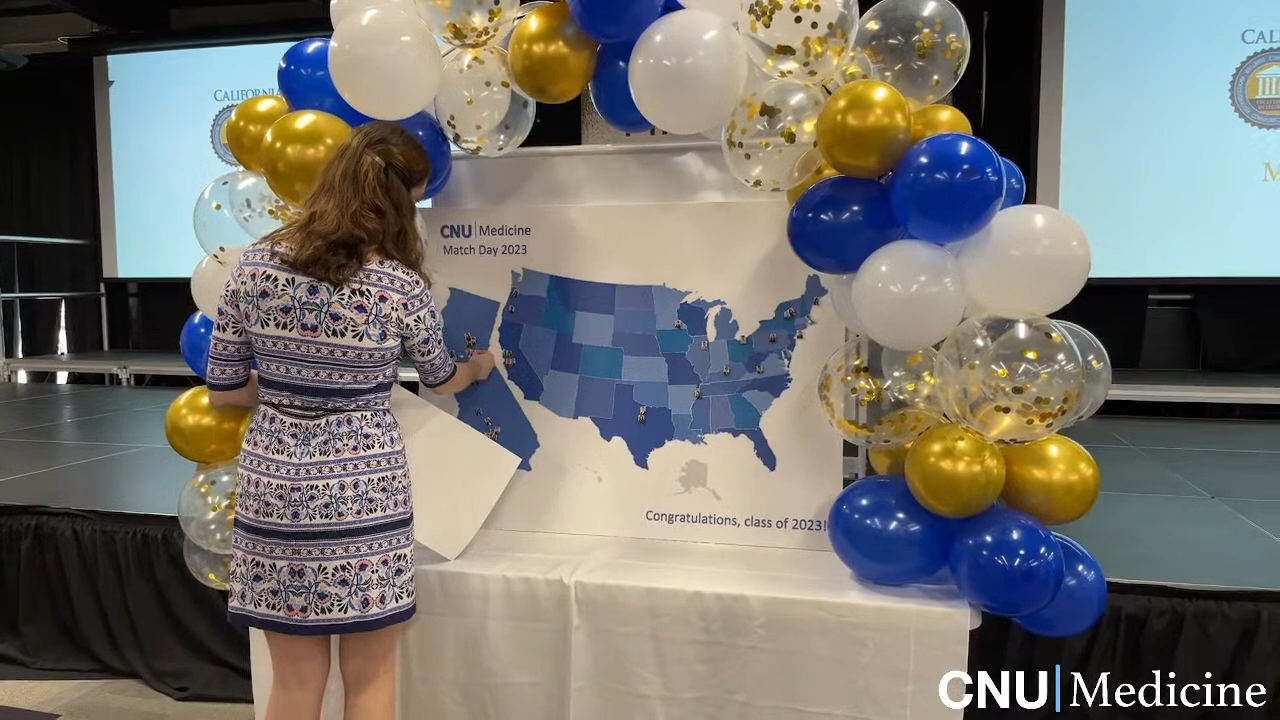 CALIFORNIA
CAL
CNU Medicine
Match Day 2023
Congratulations, class of 2023!
CNU Medicine